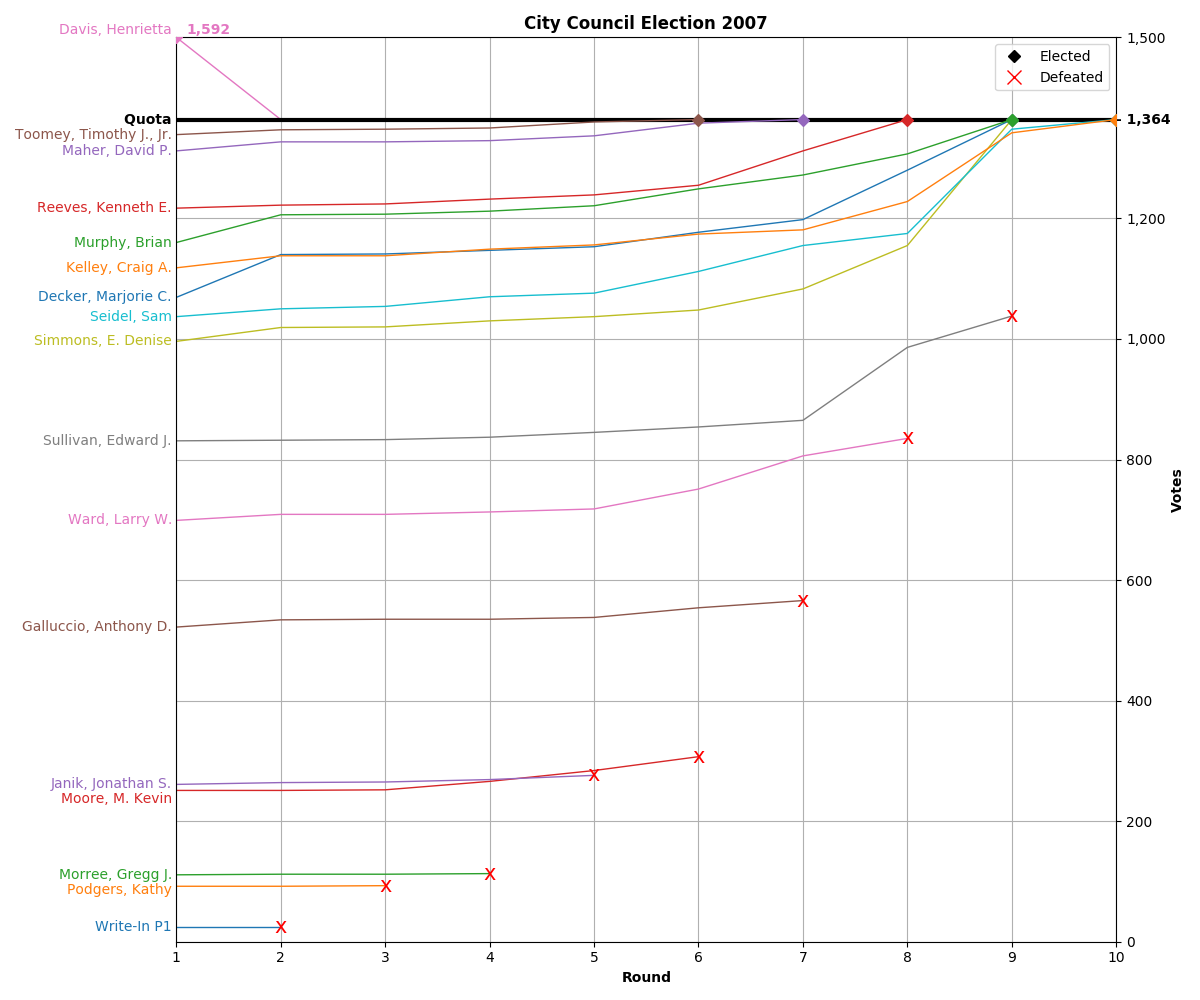 City Council Election 2007
Davis, Henrietta 1,592
Quota
Toomey, Timothy J., Jr.
Maher, David P.
Reeves, Kenneth E.
Murphy, Brian
Kelley, Craig A.
Decker, Marjorie C.
Seidel, Sam
Simmons, E. Denise
Sullivan, Edward J.
Ward, Larry W.
Galluccio, Anthony D.
Janik, Jonathan S.
Moore, M. Kevin
Morree, Gregg J.
Podgers, Kathy
Write-In P1
Elected
Defeated
1,500
1,364
1,200
1,000
800
600
400
200
0
Votes
1 2 3 4 5 6 7 8 9 10
Round